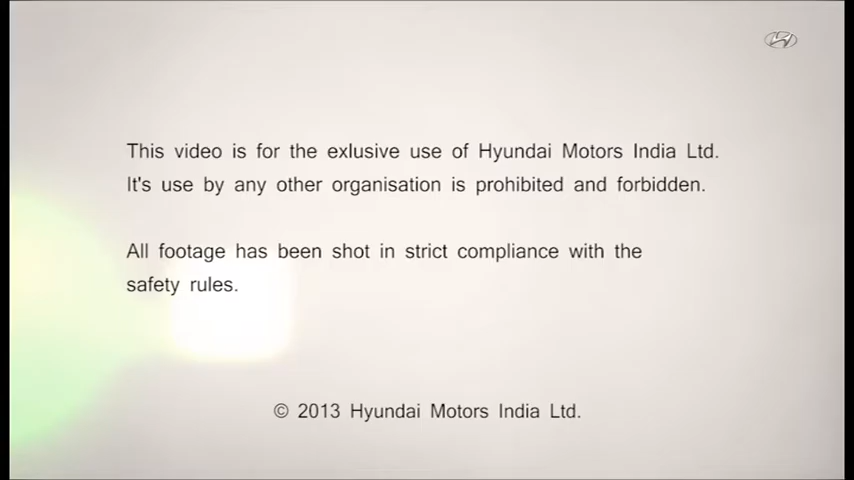 This video is for the exlusive use of Hyundai Motors India Ltd.
It's use by any other organisation is prohibited and forbidden.
All footage has been shot in strict compliance with the
safety rules.
© 2013 Hyundai Motors India Ltd.